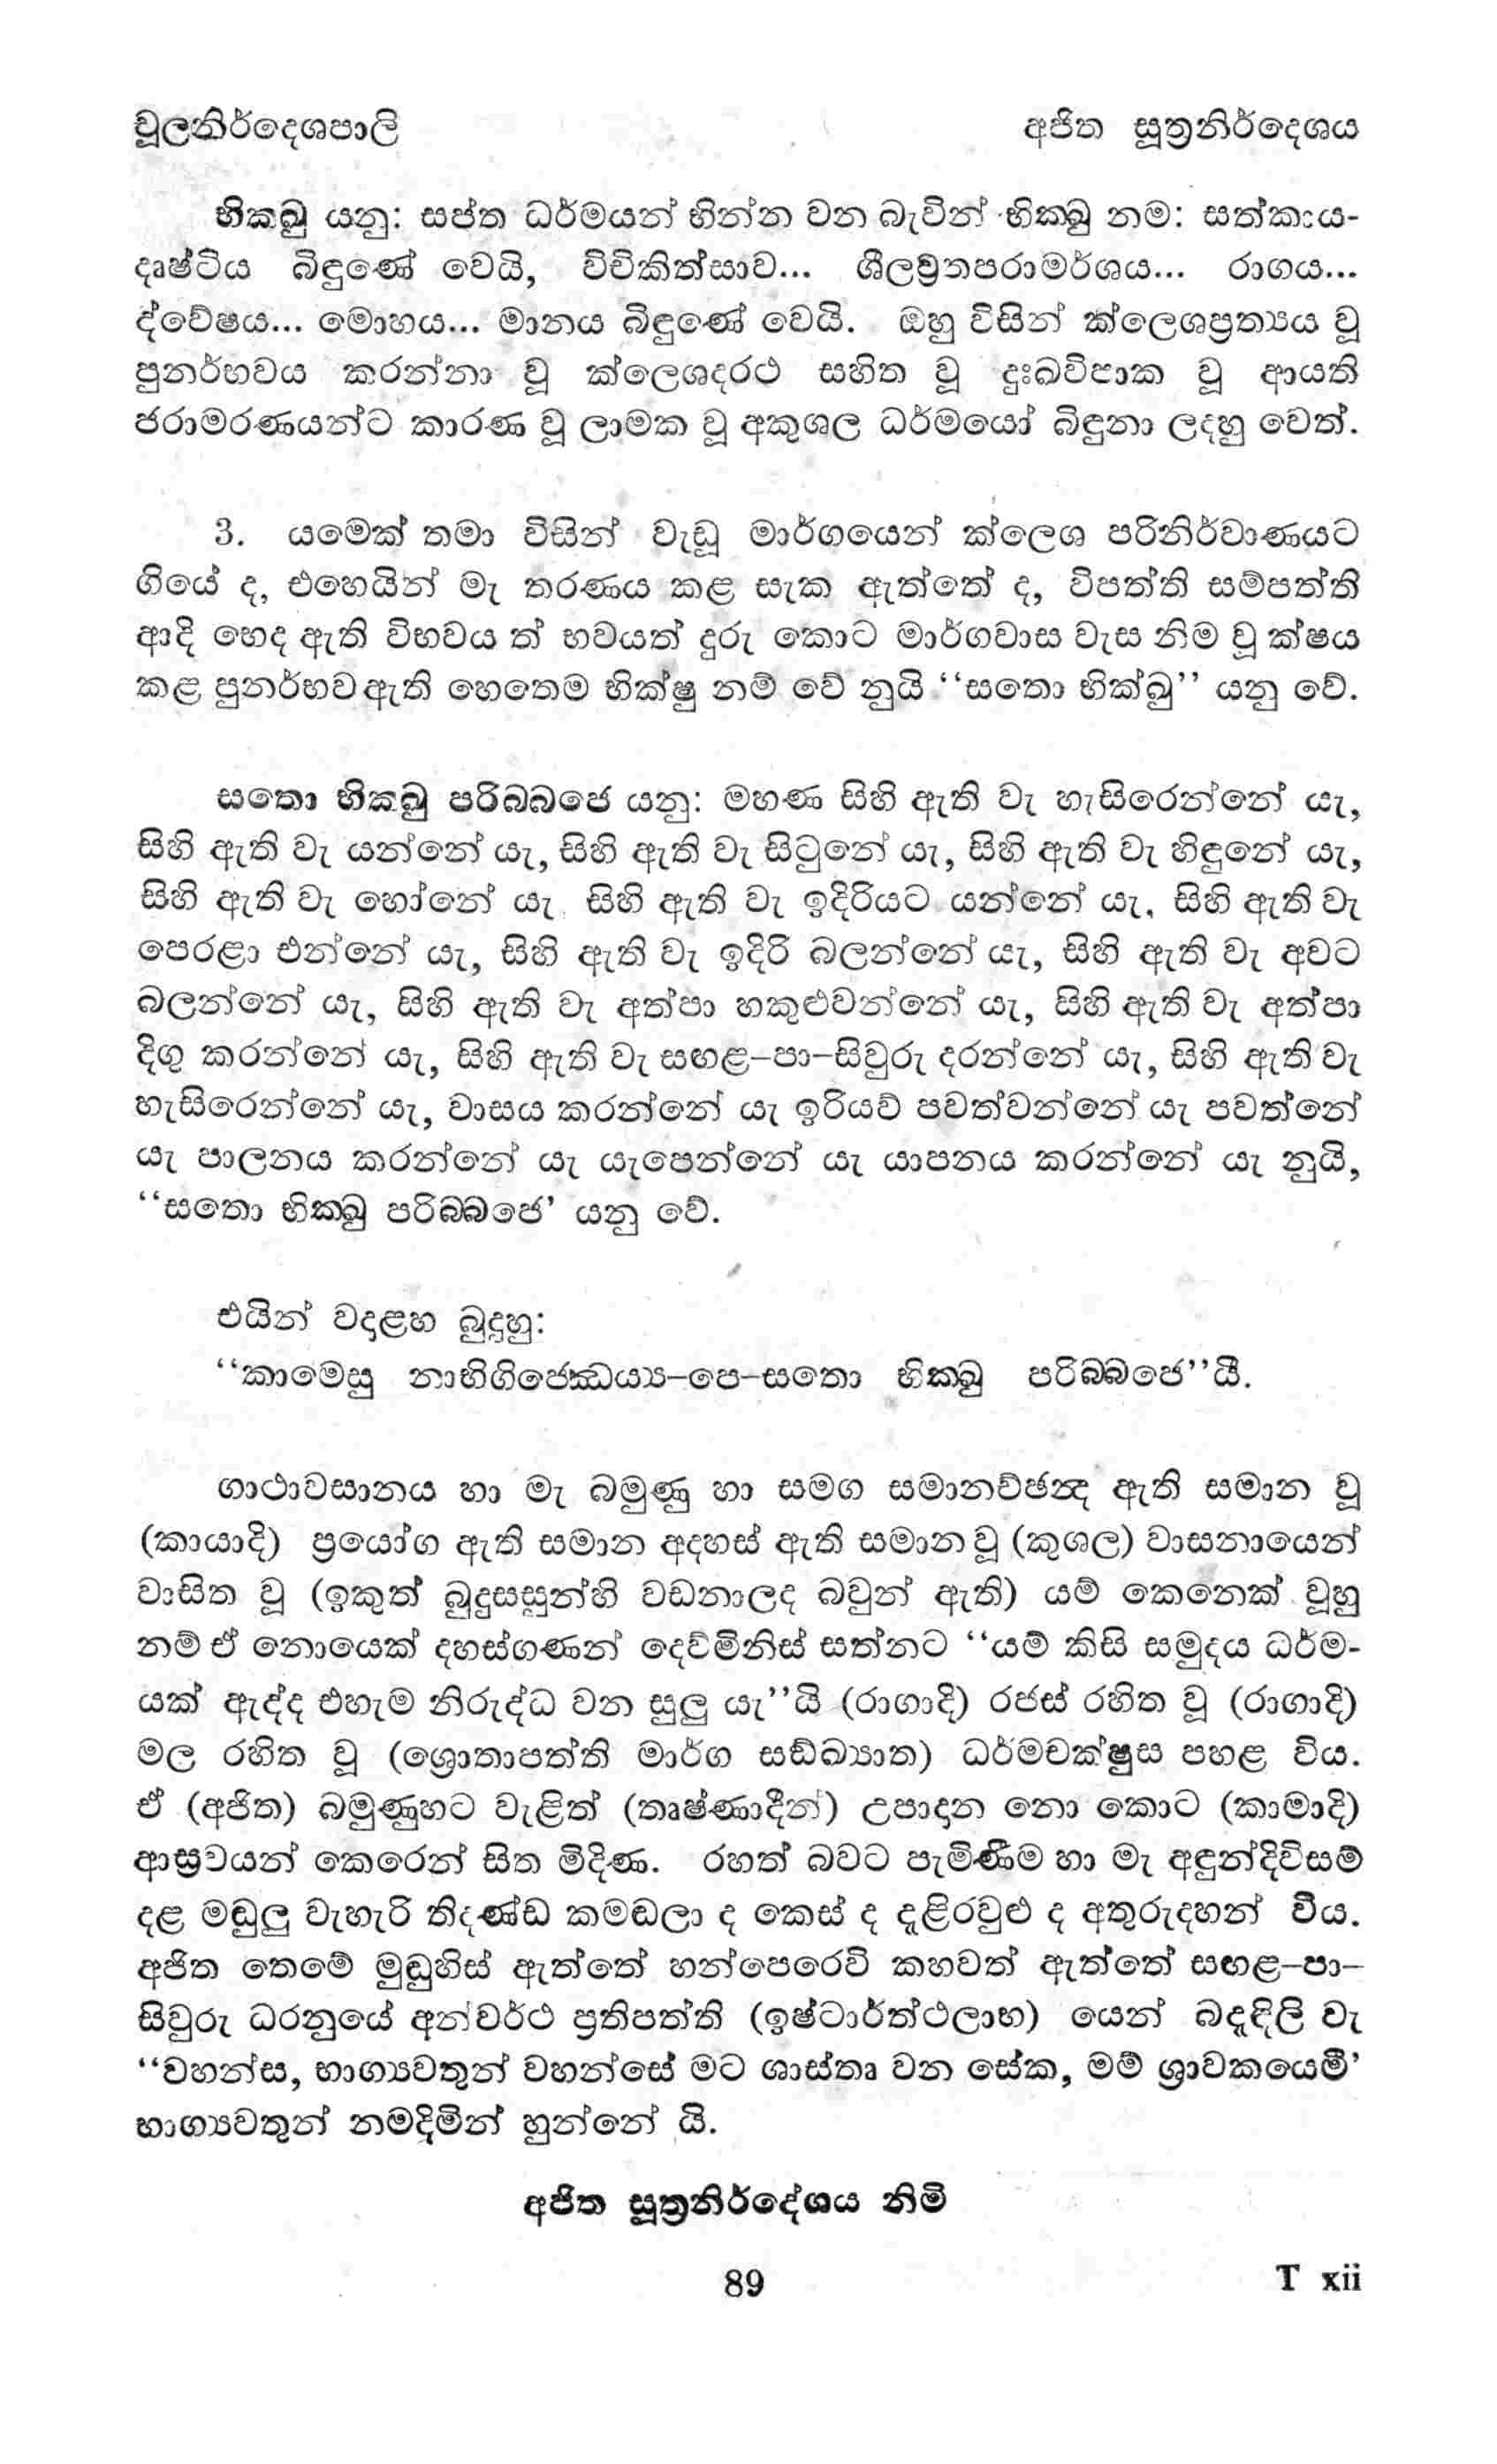 චූලනිර්දෙශපාලි අජිත සූත්‍රනිර්දෙශය
භික්ඛු යනු: සප්ත ධර්මයන් භින්න වන බැවින් භික්ඛු නම: සත්කාය-
දෘෂ්ටිය බිඳුණේ වෙයි, විචිකිත්සාව... ශීලව්‍රතපරාමර්ශය... රාගය...
ද්වේෂය... මොහය... මානය බිඳුණේ වෙයි. ඔහු විසින් ක්ලෙශප්‍රත්‍යය වූ
පුනර්භවය කරන්නා වූ ක්ලෙශදරථ සහිත වූ දුඃඛවිපාක වූ ආයති
ජරාමරණයන්ට කාරණ වූ ලාමක වූ අකුශල ධර්මයෝ බිඳුනා ලදහු වෙත්.
3. යමෙක් තමා විසින් වැඩූ මාර්ගයෙන් ක්ලෙශ පරිනිර්වාණයට
ගියේ ද, එහෙයින් මැ තරණය කළ සැක ඇත්තේ ද, විපත්ති සම්පත්ති
ආදි භෙද ඇති විභවය ත් භවයත් දුරු කොට මාර්ගවාස වැස නිම වූ ක්ෂය
කළ පුනර්භව ඇති හෙතෙම භික්ෂු නම් වේ නුයි “සතො භික්ඛු” යනු වේ.
සතො භික්ඛු පරිබ්බජෙ යනු: මහණ සිහි ඇති වැ හැසිරෙන්නේ යැ,
සිහි ඇති වැ යන්නේ යැ, සිහි ඇති වැ සිටුනේ යැ, සිහි ඇති වැ හිඳුනේ යැ,
සිහි ඇති වැ හෝනේ යැ, සිහි ඇති වැ ඉදිරියට යන්නේ යැ, සිහි ඇති වැ
පෙරළා එන්නේ යැ, සිහි ඇති වැ ඉදිරි බලන්නේ යැ, සිහි ඇති වැ අවට
බලන්නේ යැ, සිහි ඇති වැ අත්පා හකුළුවන්නේ යැ, සිහි ඇති වැ අත්පා
දිගු කරන්නේ යැ, සිහි ඇති වැ සඟළ–පා–සිවුරු දරන්නේ යැ, සිහි ඇති වැ
හැසිරෙන්නේ යැ, වාසය කරන්නේ යැ ඉරියව් පවත්වන්නේ යැ පවත්නේ
යැ පාලනය කරන්නේ යැ යැපෙන්නේ යැ යාපනය කරන්නේ යැ නුයි,
“සතො භික්ඛු පරිබ්බජෙ’ යනු වේ.
එයින් වදාළහ බුදුහු:
“කාමෙසු නාභිගිජ්ඣෙය්‍ය–පෙ–සතො භික්ඛු පරිබ්බජෙ”යී.
ගාථාවසානය හා මැ බමුණු හා සමග සමානච්ඡන්‍ද ඇති සමාන වූ
(කායාදි) ප්‍රයෝග ඇති සමාන අදහස් ඇති සමාන වූ (කුශල) වාසනායෙන්
වාසිත වූ (ඉකුත් බුදුසසුන්හි වඩනාලද බවුන් ඇති) යම් කෙනෙක් වූහු
නම් ඒ නොයෙක් දහස්ගණන් දෙව්මිනිස් සත්නට “යම් කිසි සමුදය ධර්ම-
යක් ඇද්ද එහැම නිරුද්ධ වන සුලු යැ”යි (රාගාදි) රජස් රහිත වූ (රාගාදි)
මල රහිත වූ (ශ්‍රොතාපත්ති මාර්ග සඞ්ඛ්‍යාත) ධර්මචක්ෂුස පහළ විය.
ඒ (අජිත) බමුණුහට වැළිත් (තෘෂ්ණාදීන්) උපාදාන නො කොට (කාමාදි)
ආස්‍රවයන් කෙරෙන් සිත මිදිණ. රහත් බවට පැමිණීම හා මැ අඳුන්දිවිසම්
දළ මඬුලු වැහැරි තිදණ්ඩ කමඬලා ද කෙස් ද දැළිරවුළු ද අතුරුදහන් විය.
අජිත තෙමේ මුඬුහිස් ඇත්තේ හන්පෙරෙවි කහවත් ඇත්තේ සඟළ–පා–
සිවුරු ධරනුයේ අන්වර්ථ ප්‍රතිපත්ති (ඉෂ්ටාර්ත්ථලාභ) යෙන් බදැඳිලි වැ
“වහන්ස, භාග්‍යවතුන් වහන්සේ මට ශාස්තෘ වන සේක, මම් ශ්‍රාවකයෙමී’
භාග්‍යවතුන් නමදිමින් හුන්නේ යි.
අජිත සූත්‍රනිර්දේශය නිමි
89 T xii